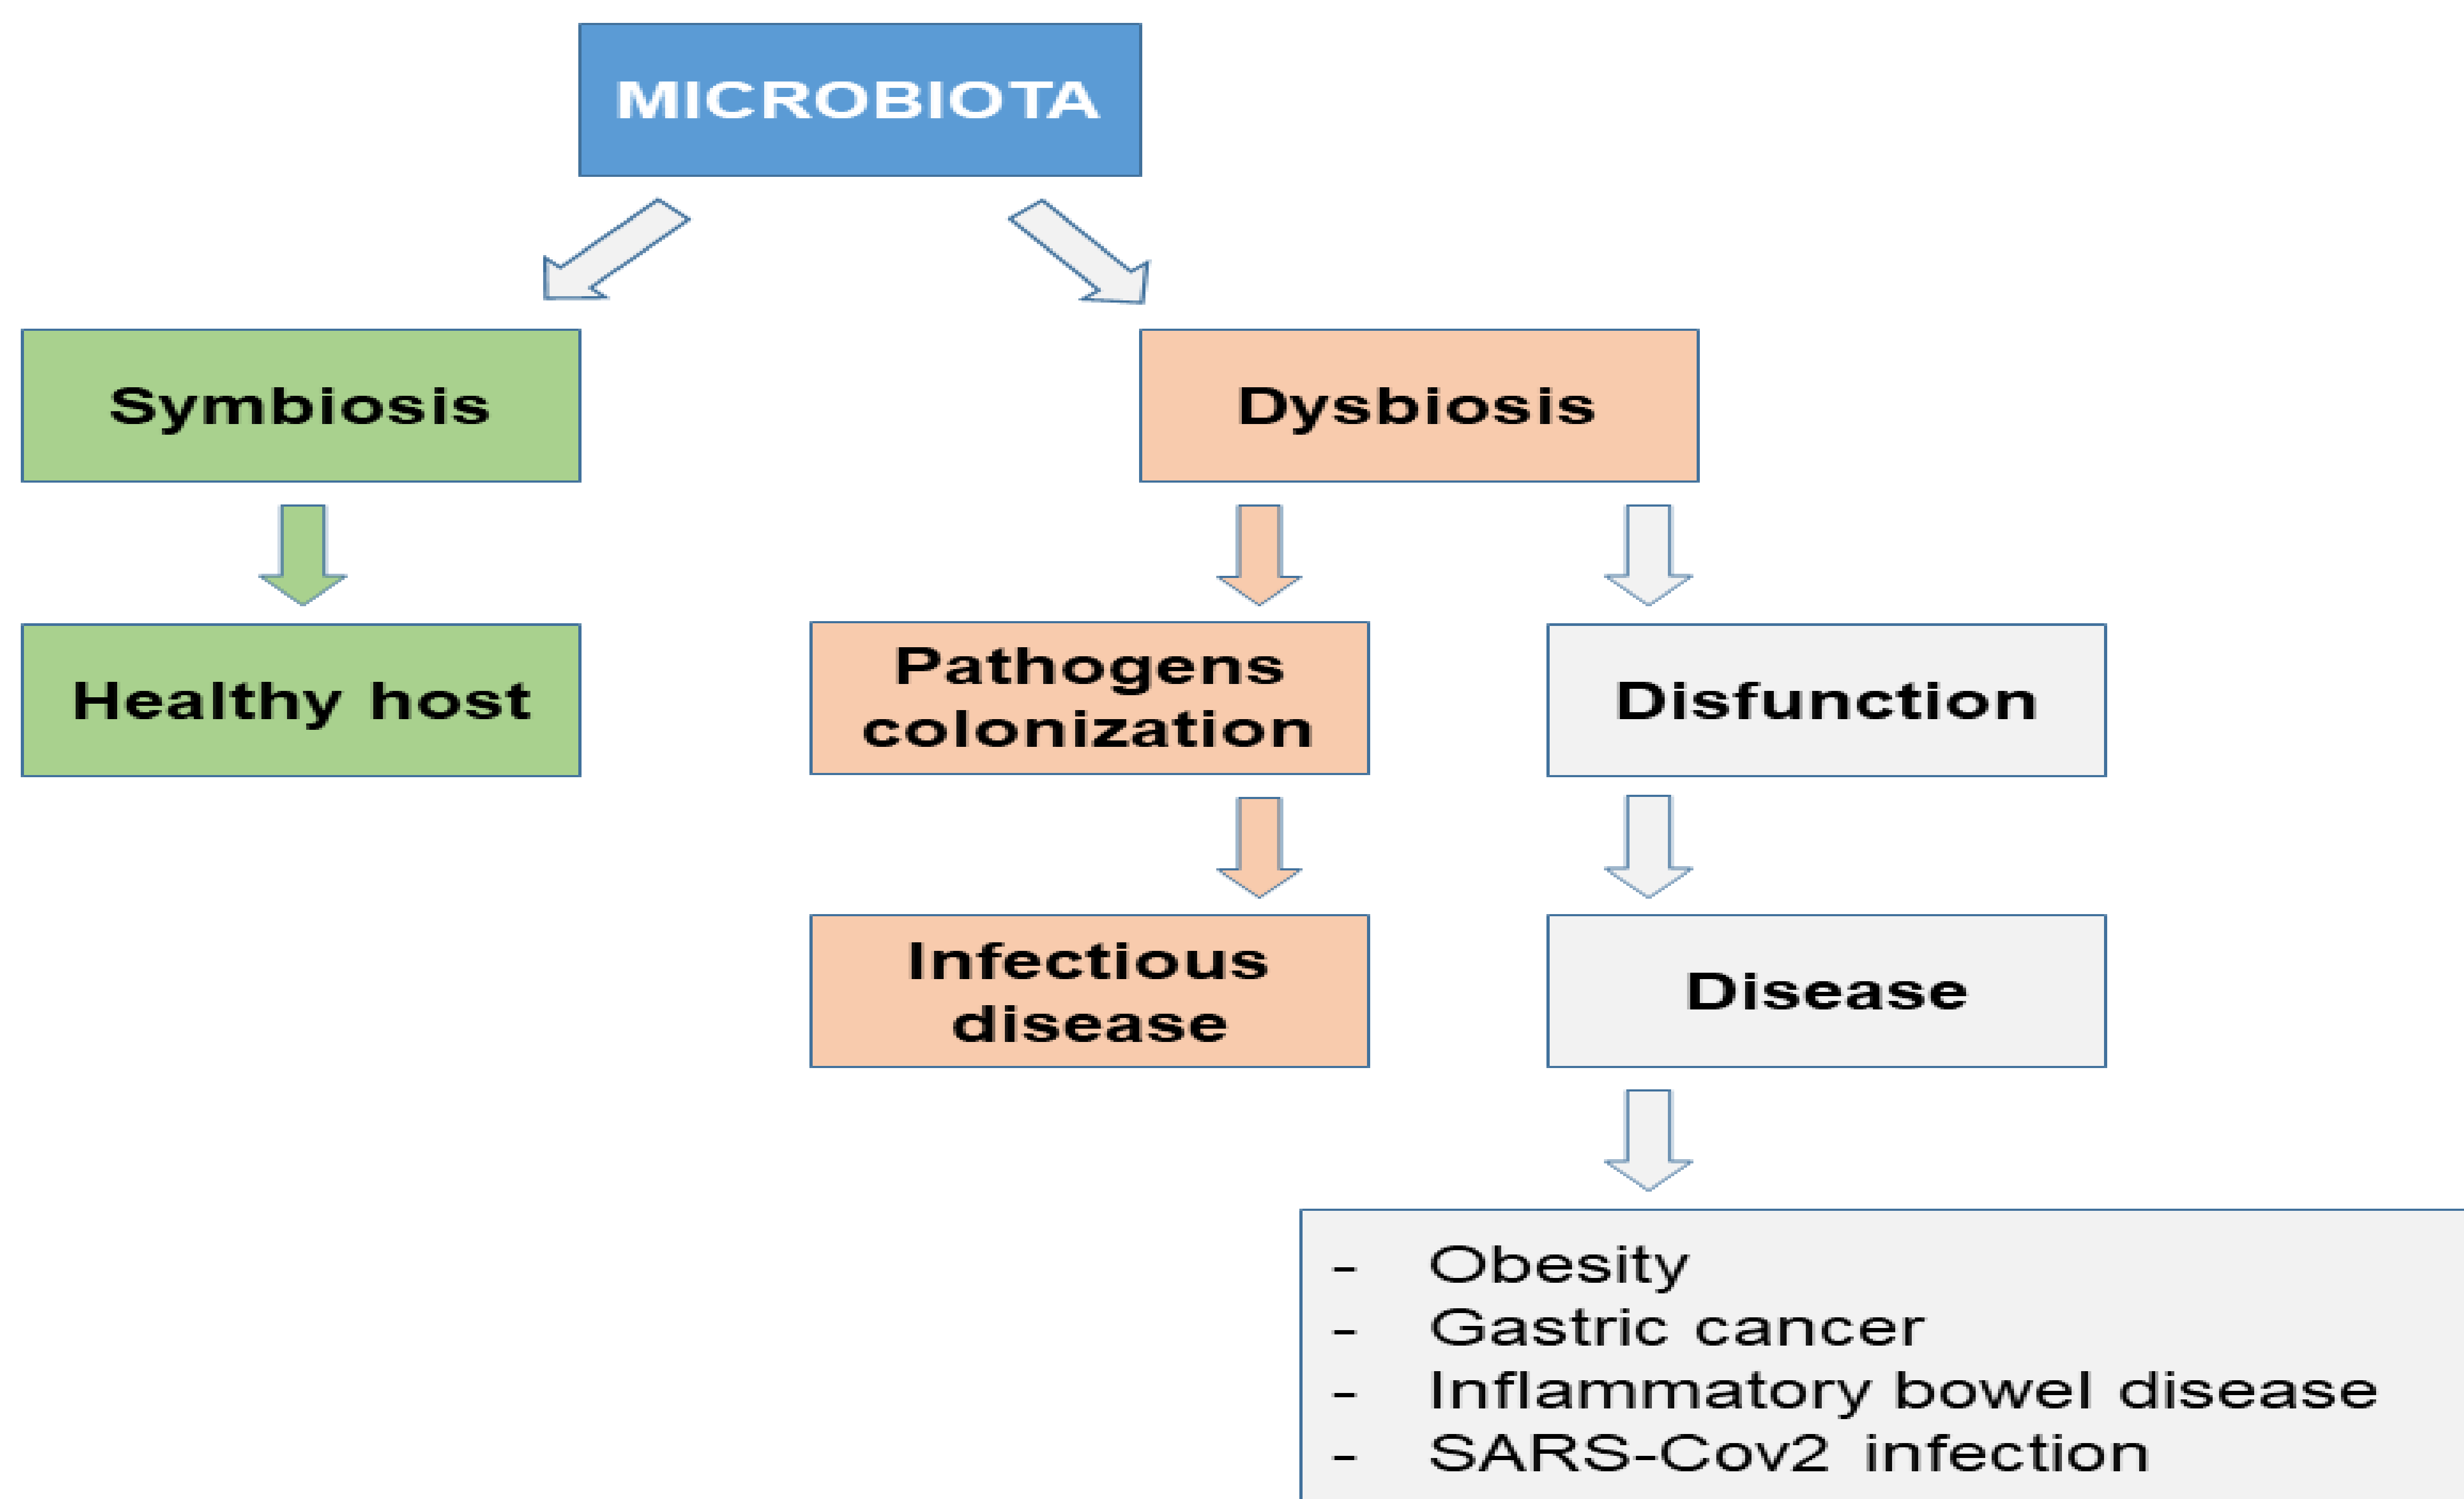 MICROBIOTA
Symbiosis
Dysbiosis
Healthy host
Pathogens
colonization
Disfunction
Infectious
disease
Disease
- Obesity
- Gastric cancer
- Inflammatory bowel disease
- SARS-Cov2 infection